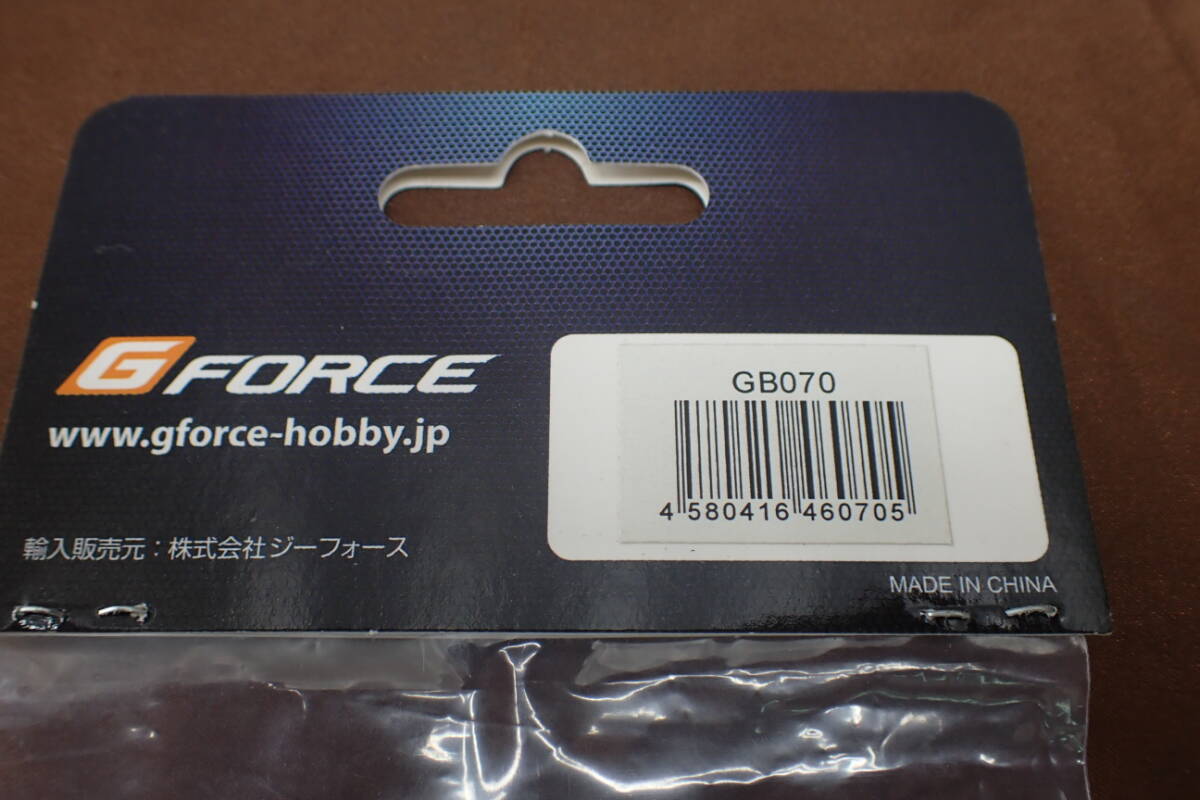 G FORCE
www.gforce-hobby.jp
輸入販売元：株式会社ジーフォース
GB070
4 580416 460705
MADE IN CHINA